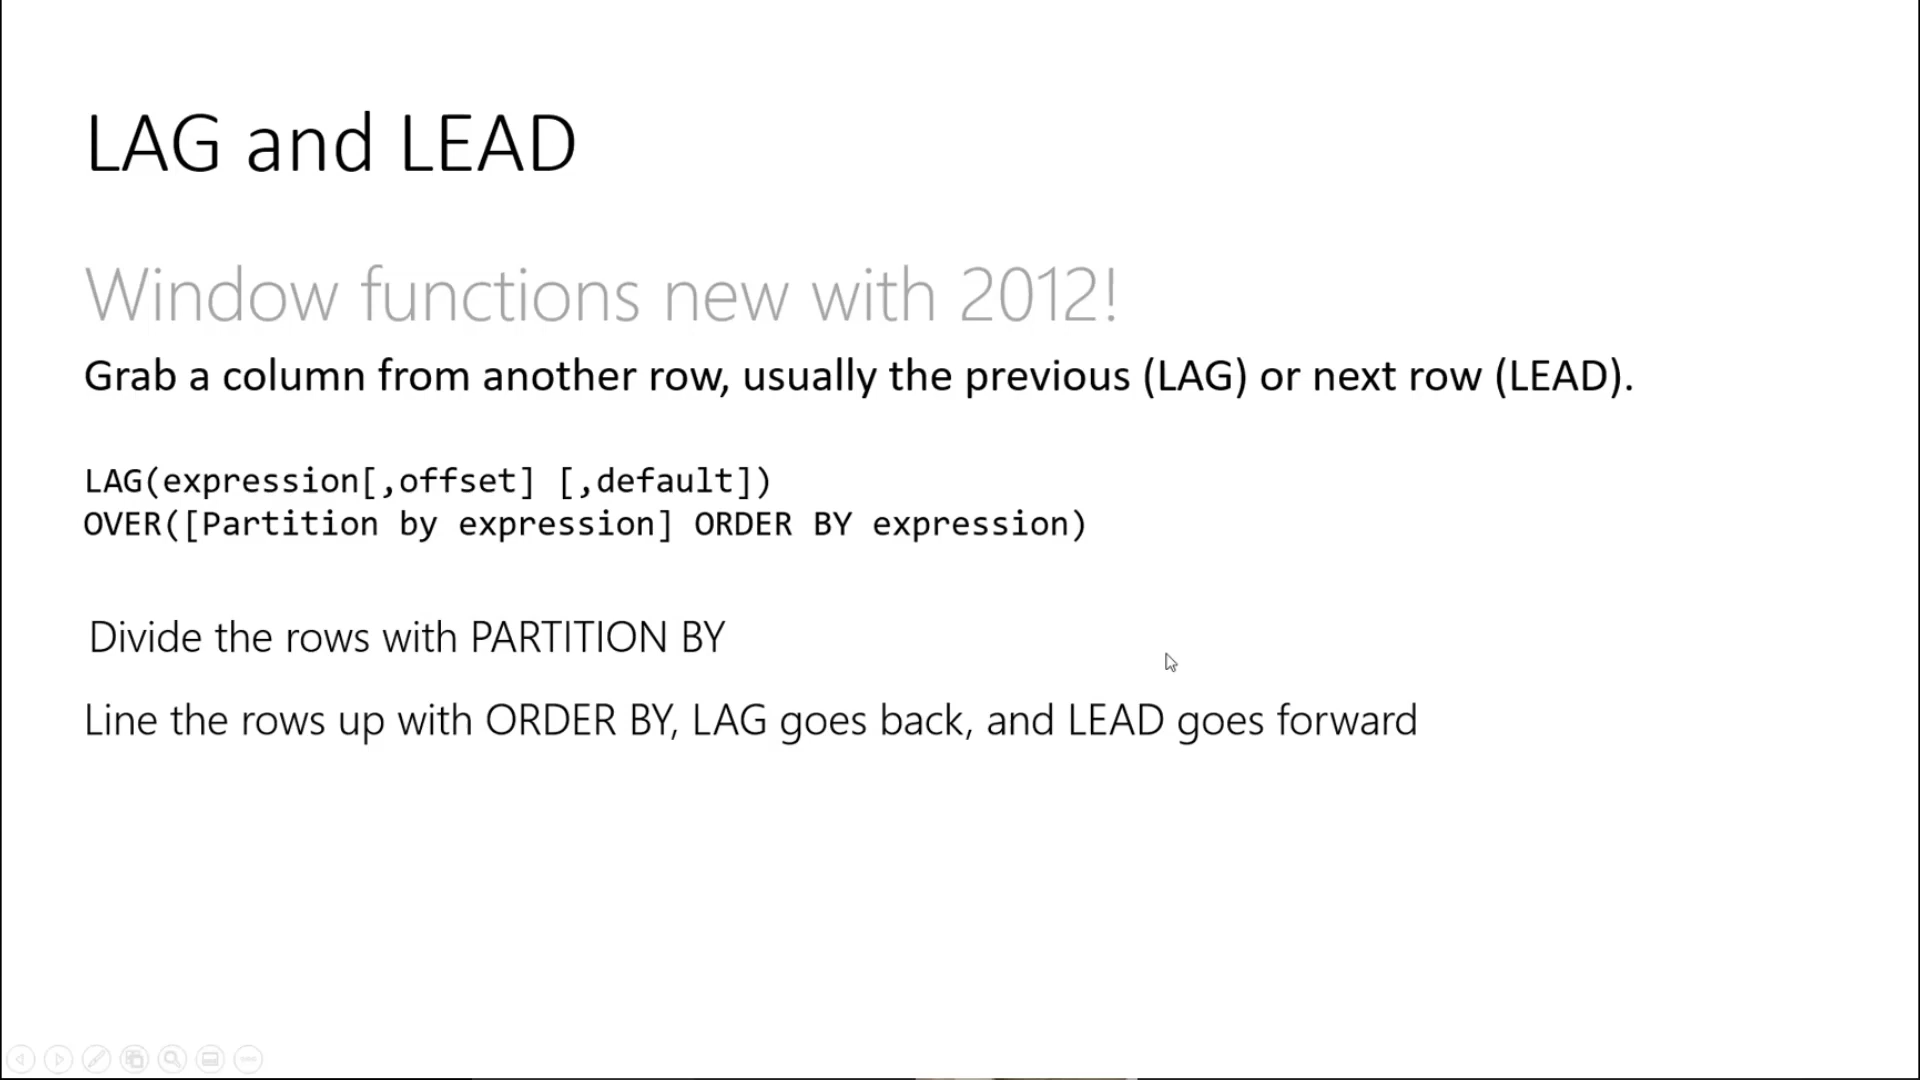 LAG and LEAD
Window functions new with 2012!
Grab a column from another row, usually the previous (LAG) or next row (LEAD).
LAG(expression[,offset] [,default])
OVER([Partition by expression] ORDER BY expression)
Divide the rows with PARTITION BY
Line the rows up with ORDER BY, LAG goes back, and LEAD goes forward